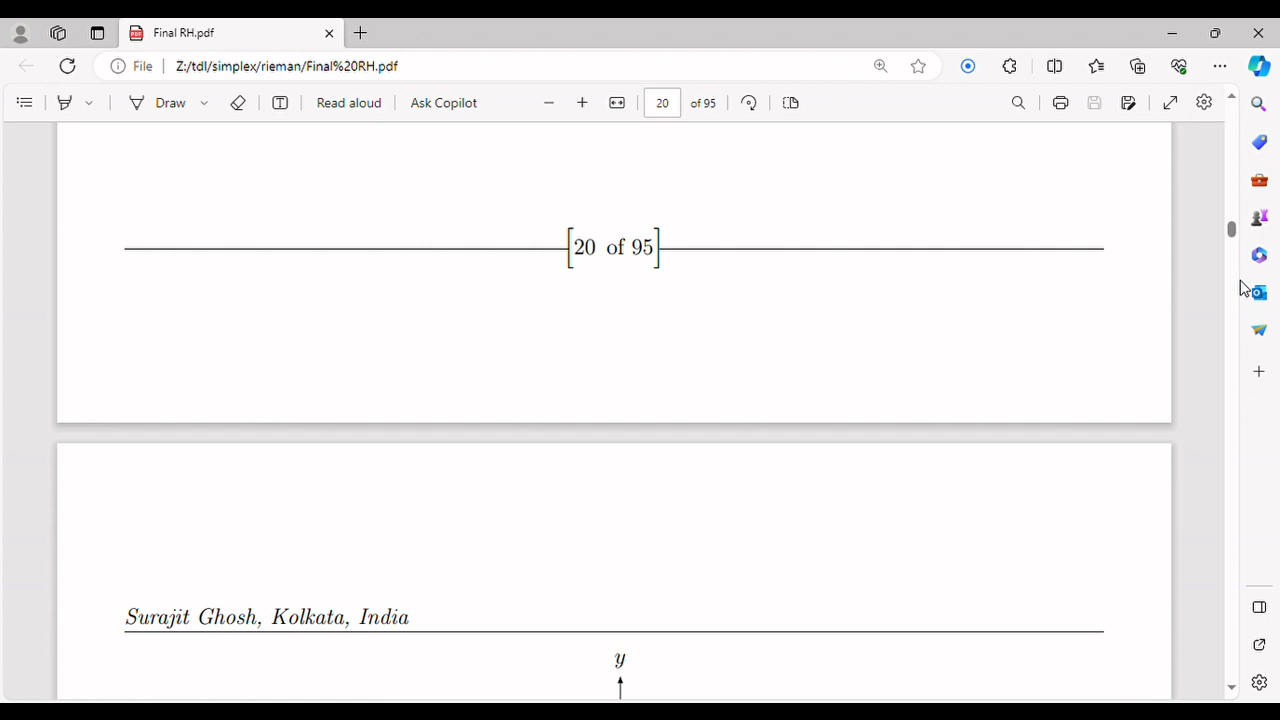 Final RH.pdf
File
Z:/tdl/simplex/rieman/Final%20RH.pdf
Draw
Read aloud
Ask Copilot
20
of 95
[20 of 95]
Surajit Ghosh, Kolkata, India
y